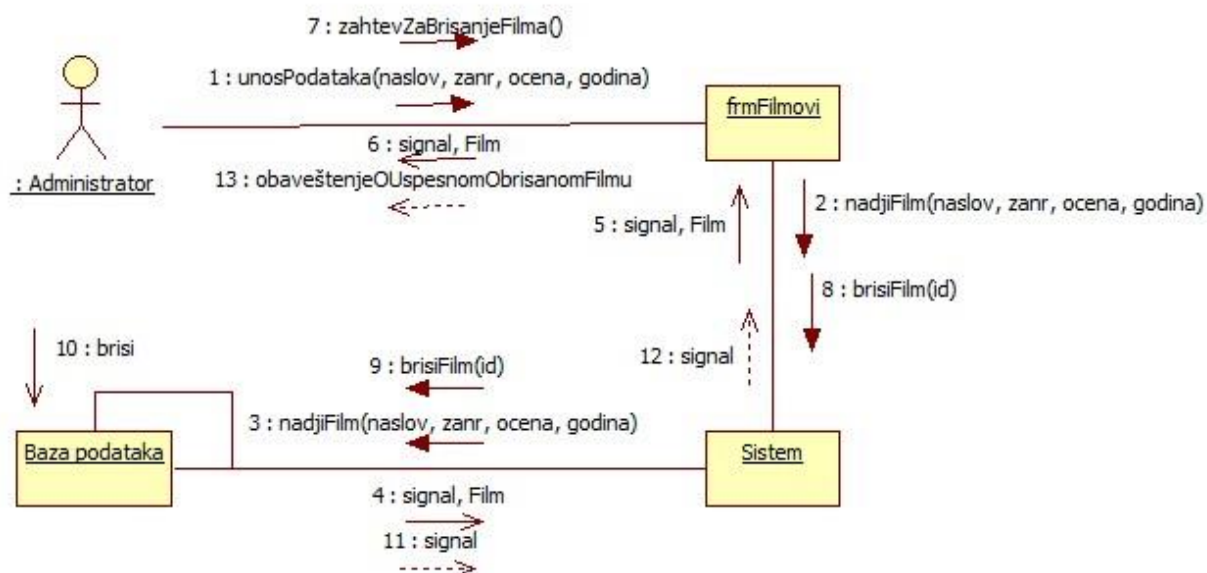 7 : zahtevZaBrisanjeFilma()
1 : unosPodataka(naslov, zanr, ocena, godina)
frmFilmovi
6 : signal, Film
: Administrator
13 : obaveštenjeOUspesnomObrisanomFilmu
2 : nadjiFilm(naslov, zanr, ocena, godina)
5 : signal, Film
8 : brisiFilm(id)
10 : brisi
12 : signal
9 : brisiFilm(id)
3 : nadjiFilm(naslov, zanr, ocena, godina)
Baza podataka
Sistem
4 : signal, Film
11 : signal